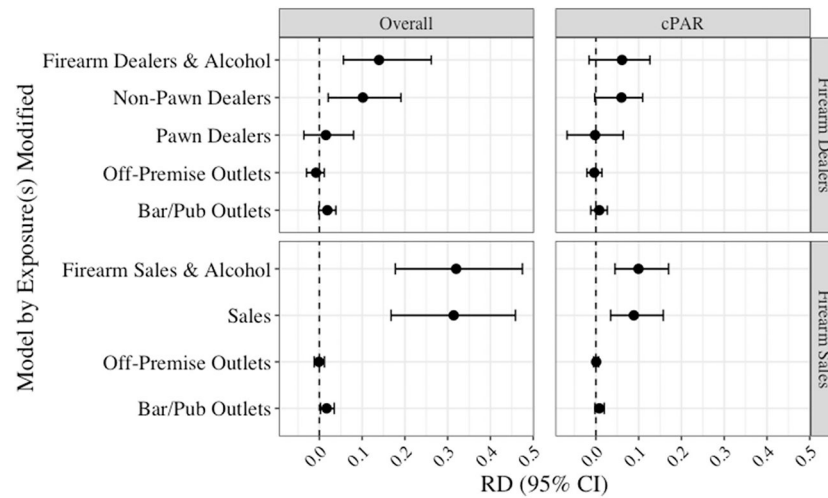 Overall
cPAR
Firearm Dealers & Alcohol
Non-Pawn Dealers
Pawn Dealers
Off-Premise Outlets
Bar/Pub Outlets
Firearm Dealers
Firearm Sales & Alcohol
Sales
Off-Premise Outlets
Bar/Pub Outlets
Firearm Sales
Model by Exposure(s) Modified
0.0 0.1 0.2 0.3 0.4 0.5
0.0 0.1 0.2 0.3 0.4 0.5
RD (95% CI)